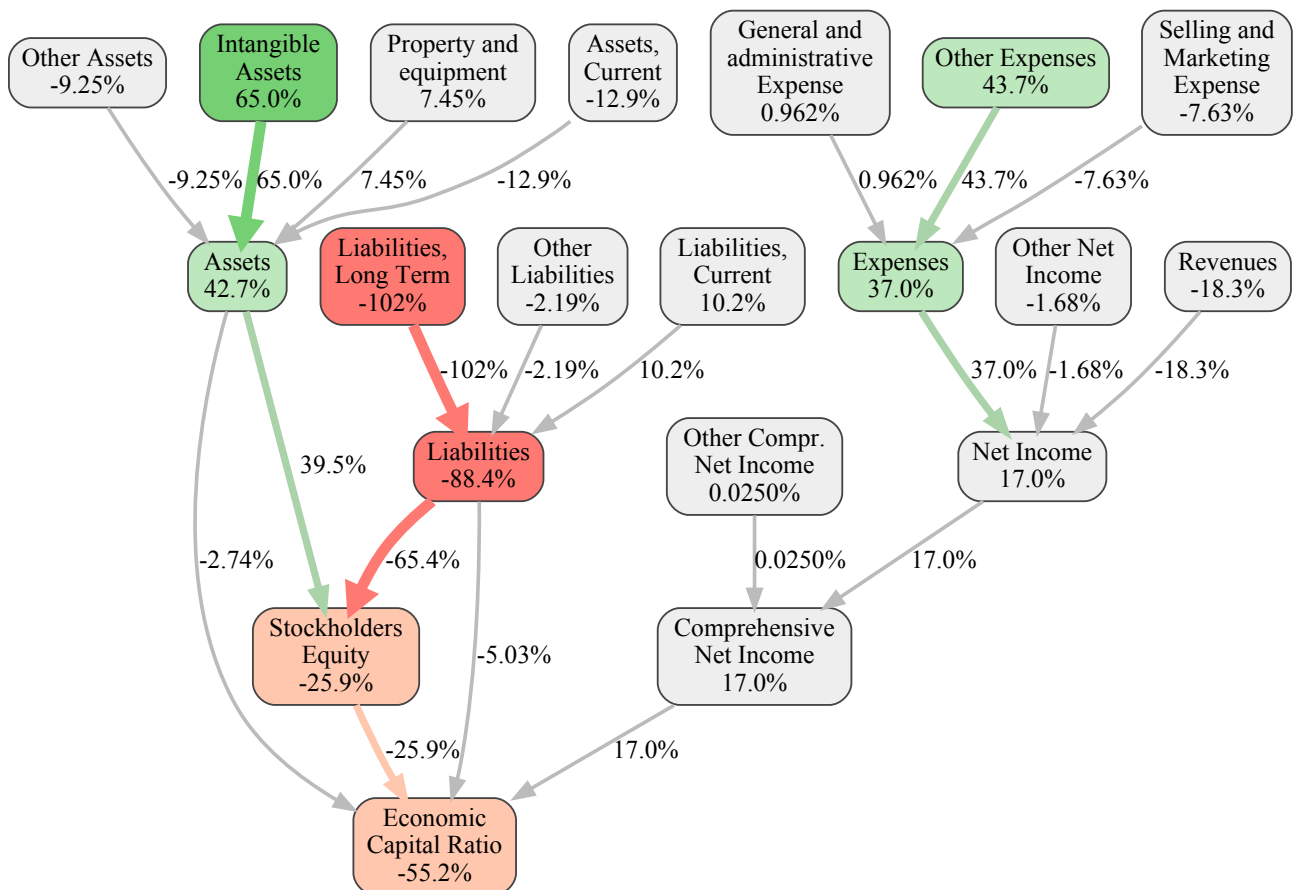 Other Assets
-9.25%
Intangible
Assets
65.0%
Property and
equipment
7.45%
Assets,
Current
-12.9%
General and
administrative
Expense
0.962%
Other Expenses
43.7%
Selling and
Marketing
Expense
-7.63%
-9.25%
65.0%
7.45%
-12.9%
0.962%
43.7%
-7.63%
Assets
42.7%
Liabilities,
Long Term
-102%
Other
Liabilities
-2.19%
Liabilities,
Current
10.2%
Expenses
37.0%
Other Net
Income
-1.68%
Revenues
-18.3%
-102%
-2.19%
10.2%
37.0%
-1.68%
-18.3%
39.5%
Liabilities
-88.4%
Other Compr.
Net Income
0.0250%
Net Income
17.0%
-2.74%
-65.4%
0.0250%
17.0%
Stockholders
Equity
-25.9%
-5.03%
Comprehensive
Net Income
17.0%
-25.9%
17.0%
Economic
Capital Ratio
-55.2%